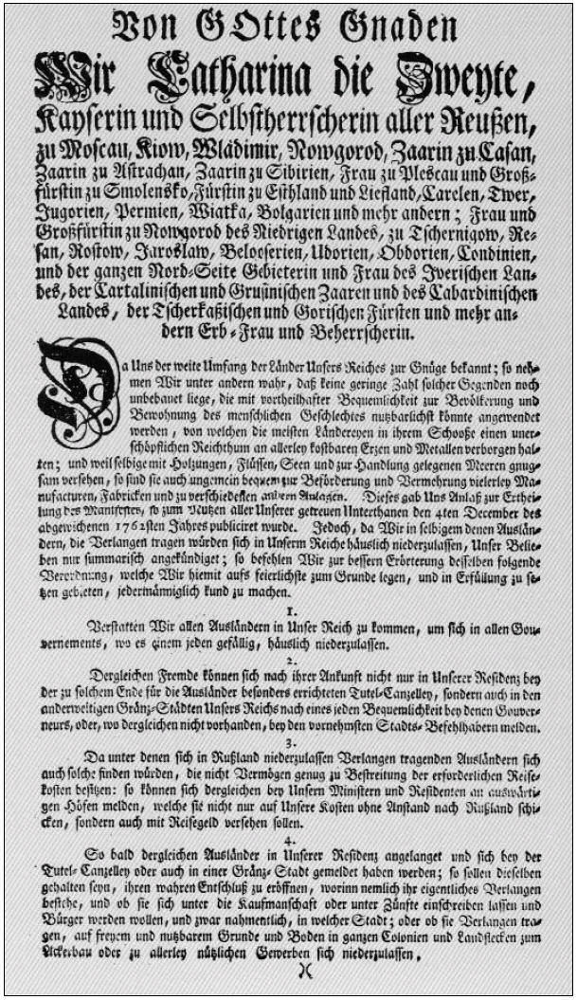 Von GOttes Gnaden
Wir Catharina die Zweyte,
Kayserin und Selbstherrscherin aller Reußen,
zu Moscau, Kiow, Wladimir, Nowgorod, Zaarin zu Casan,
Zaarin zu Astrachan, Zaarin zu Sibirien, Frau zu Plescau und Groß-
fürstin zu Smolensko, Fürstin zu Esthland und Liefland, Carelen, Twer,
Jugorien, Permien, Wiatka, Bolgarien und mehr andern; Frau und
Großfürstin zu Nowgorod des Niedrigen Landes, zu Tschernigow, Re-
san, Rostow, Jaroslaw, Belooserien, Udorien, Obdorien, Condinien,
und der ganzen Nord-Seite Gebieterin und Frau des Iverischen Lan-
des, der Cartalinischen und Grusinischen Zaaren und des Cabardinischen
Landes, der Tscherkaßischen und Gorischen Fürsten und mehr an-
dern Erb-Frau und Beherrscherin.
Da Uns der weite Umfang der Länder Unsers Reiches zur Gnüge bekannt; so neh-
men Wir unter andern wahr, daß keine geringe Zahl solcher Gegenden noch
unbebauet liege, die mit vortheilhafter Bequemlichkeit zur Bevölkerung und
Bewohnung des menschlichen Geschlechtes nutzbarlichst könnte angewendet
werden, von welchen die meisten Ländereyen in ihrem Schooße einen uner-
schöpflichen Reichthum an allerley kostbaren Erzen und Metallen verborgen hal-
ten; und weil selbige mit Holzungen, Flüssen, Seen und zur Handlung gelegenen Meeren gnug-
sam versehen, so sind sie auch ungemein bequem zur Beförderung und Vermehrung vielerley Ma-
nufacturen, Fabricken und zu verschiedesten andern Anlagen. Dieses gab Uns Anlaß zur Erthei-
lung des Manifestes, so zum Nutzen aller Unserer getreuen Unterthanen den 4ten December des
abgewichenen 1762sten Jahres publiciret wurde. Jedoch, da Wir in selbigem denen Auslän-
dern, die Verlangen tragen würden sich in Unserm Reiche häuslich niederzulassen, Unser Belie-
ben nur summarisch angekündiget; so befehlen Wir zur bessern Erörterung desselben folgende
Verordnung, welche Wir hiemit aufs feierlichste zum Grunde legen, und in Erfüllung zu se-
tzen gebieten, jedermänniglich kund zu machen.
1.
Verstatten Wir allen Ausländern in Unser Reich zu kommen, um sich in allen Gou-
vernements, wo es einem jeden gefällig, häuslich niederzulassen.
2.
Dergleichen Fremde können sich nach ihrer Ankunft nicht nur in Unserer Residenz bey
der zu solchem Ende für die Ausländer besonders errichteten Tutel-Canzelley, sondern auch in den
anderweitigen Gränz-Städten Unsers Reichs nach eines jeden Bequemlichkeit bey denen Gouver-
neurs, oder, wo dergleichen nicht vorhanden, bey den vornehmsten Stadts-Befehlhabern melden.
3.
Da unter denen sich in Rußland niederzulassen Verlangen tragenden Ausländern sich
auch solche finden würden, die nicht Vermögen genug zu Bestreitung der erforderlichen Reise-
kosten besitzen: so können sich dergleichen bey Unsern Ministern und Residenten an auswärti-
gen Höfen melden, welche sie nicht nur auf Unsere Kosten ohne Anstand nach Rußland schi-
cken, sondern auch mit Reisegeld versehen sollen.
4.
So bald dergleichen Ausländer in Unserer Residenz angelanget und sich bey der
Tutel-Canzelley oder auch in einer Gränz-Stadt gemeldet haben werden; so sollen dieselben
gehalten seyn, ihren wahren Entschluß zu eröffnen, worinn nemlich ihr eigentliches Verlangen
bestehe, und ob sie sich unter die Kaufmanschaft oder unter Zünfte einschreiben lassen und
Bürger werden wollen, und zwar nahmentlich, in welcher Stadt; oder ob sie Verlangen tra-
gen, auf freyem und nutzbarem Grunde und Boden in ganzen Colonien und Landflecken zum
Ackerbau oder zu allerley nützlichen Gewerben sich niederzulassen.